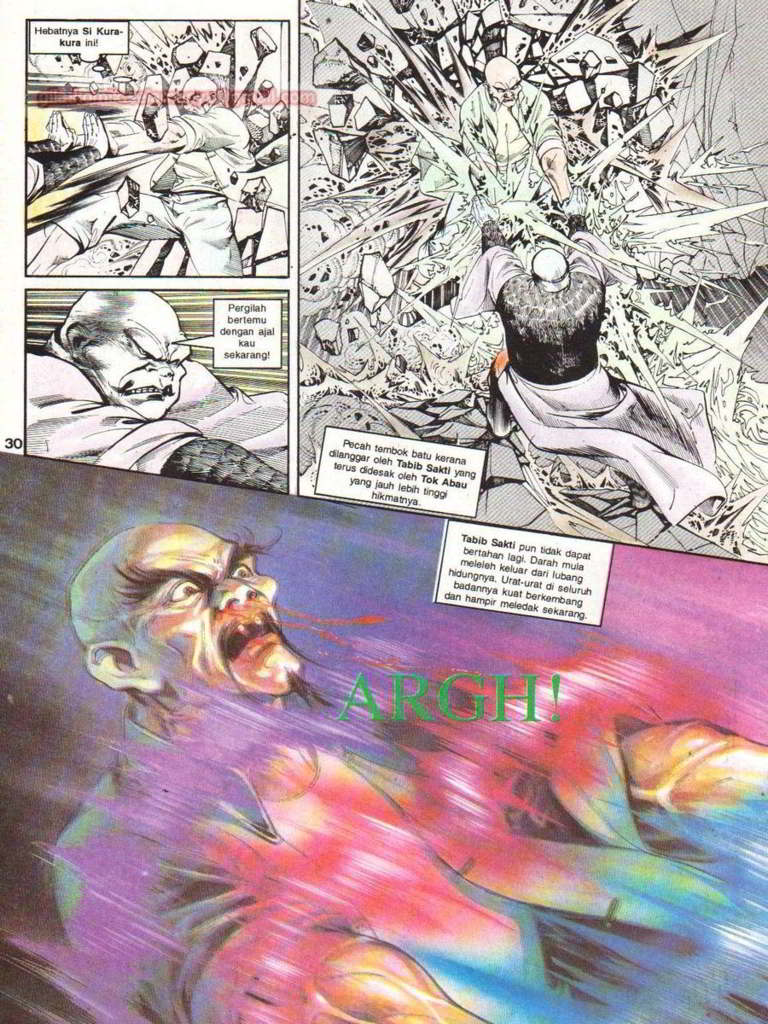 Hebatnya Si Kura-
kura ini!
Pergilah
bertemu
dengan ajal
kau
sekarang!
30
Pecah tembok batu kerana
dilanggar oleh Tabib Sakti yang
terus didesak oleh Tok Abau
yang jauh lebih tinggi
hikmatnya.
Tabib Sakti pun tidak dapat
bertahan lagi. Darah mula
meleleh keluar dari lubang
hidungnya. Urat-urat di seluruh
badannya kuat berkembang
dan hampir meledak sekarang.
ARGH!